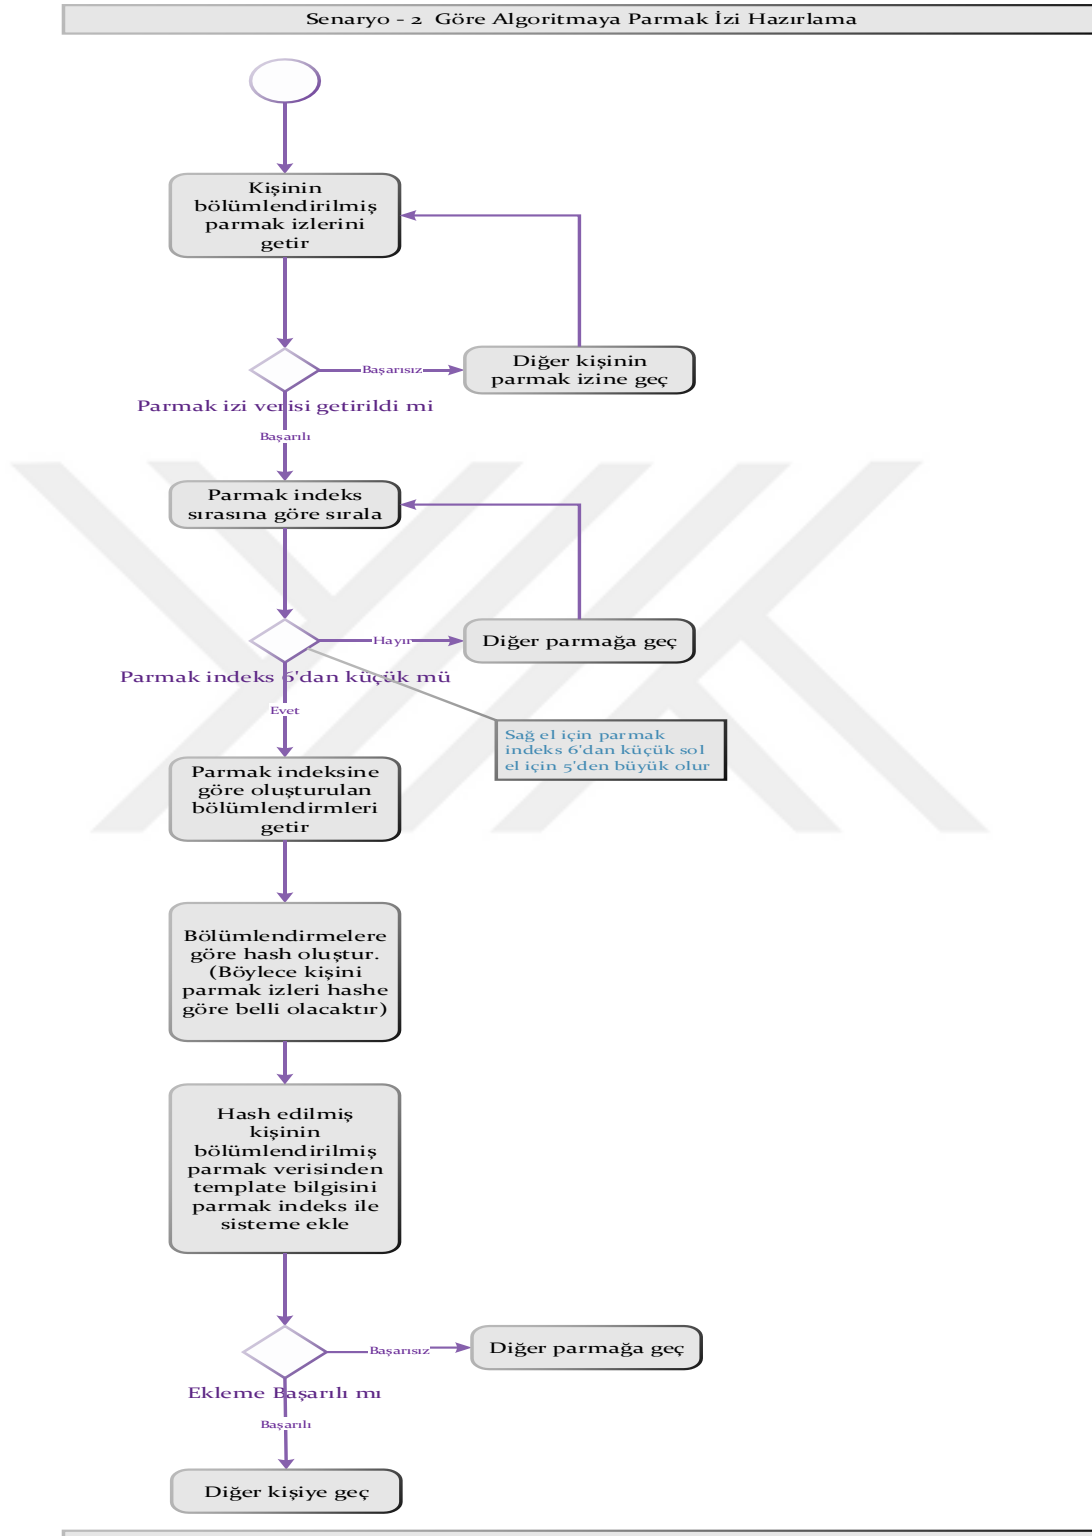 Senaryo - 2 Göre Algoritmaya Parmak İzi Hazırlama
Kişinin
bölümlendirilmiş
parmak izlerini
getir
Başarısız
Diğer kişinin
parmak izine geç
Parmak izi verisi getirildi mi
Başarılı
Parmak indeks
sırasına göre sırala
Hayır
Diğer parmağa geç
Parmak indeks 6'dan küçük mü
Evet
Sağ el için parmak
indeks 6'dan küçük sol
el için 5'den büyük olur
Parmak indeksine
göre oluşturulan
bölümlendirmleri
getir
Bölümlendirmelere
göre hash oluştur.
(Böylece kişini
parmak izleri hashe
göre belli olacaktır)
Hash edilmiş
kişinin
bölümlendirilmiş
parmak verisinden
template bilgisini
parmak indeks ile
sisteme ekle
Başarısız
Diğer parmağa geç
Ekleme Başarılı mı
Başarılı
Diğer kişiye geç